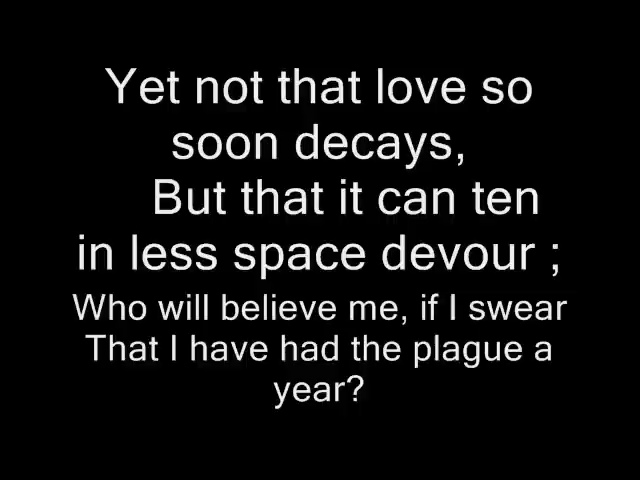 Yet not that love so
soon decays,
But that it can ten
in less space devour ;
Who will believe me, if I swear
That I have had the plague a
year?